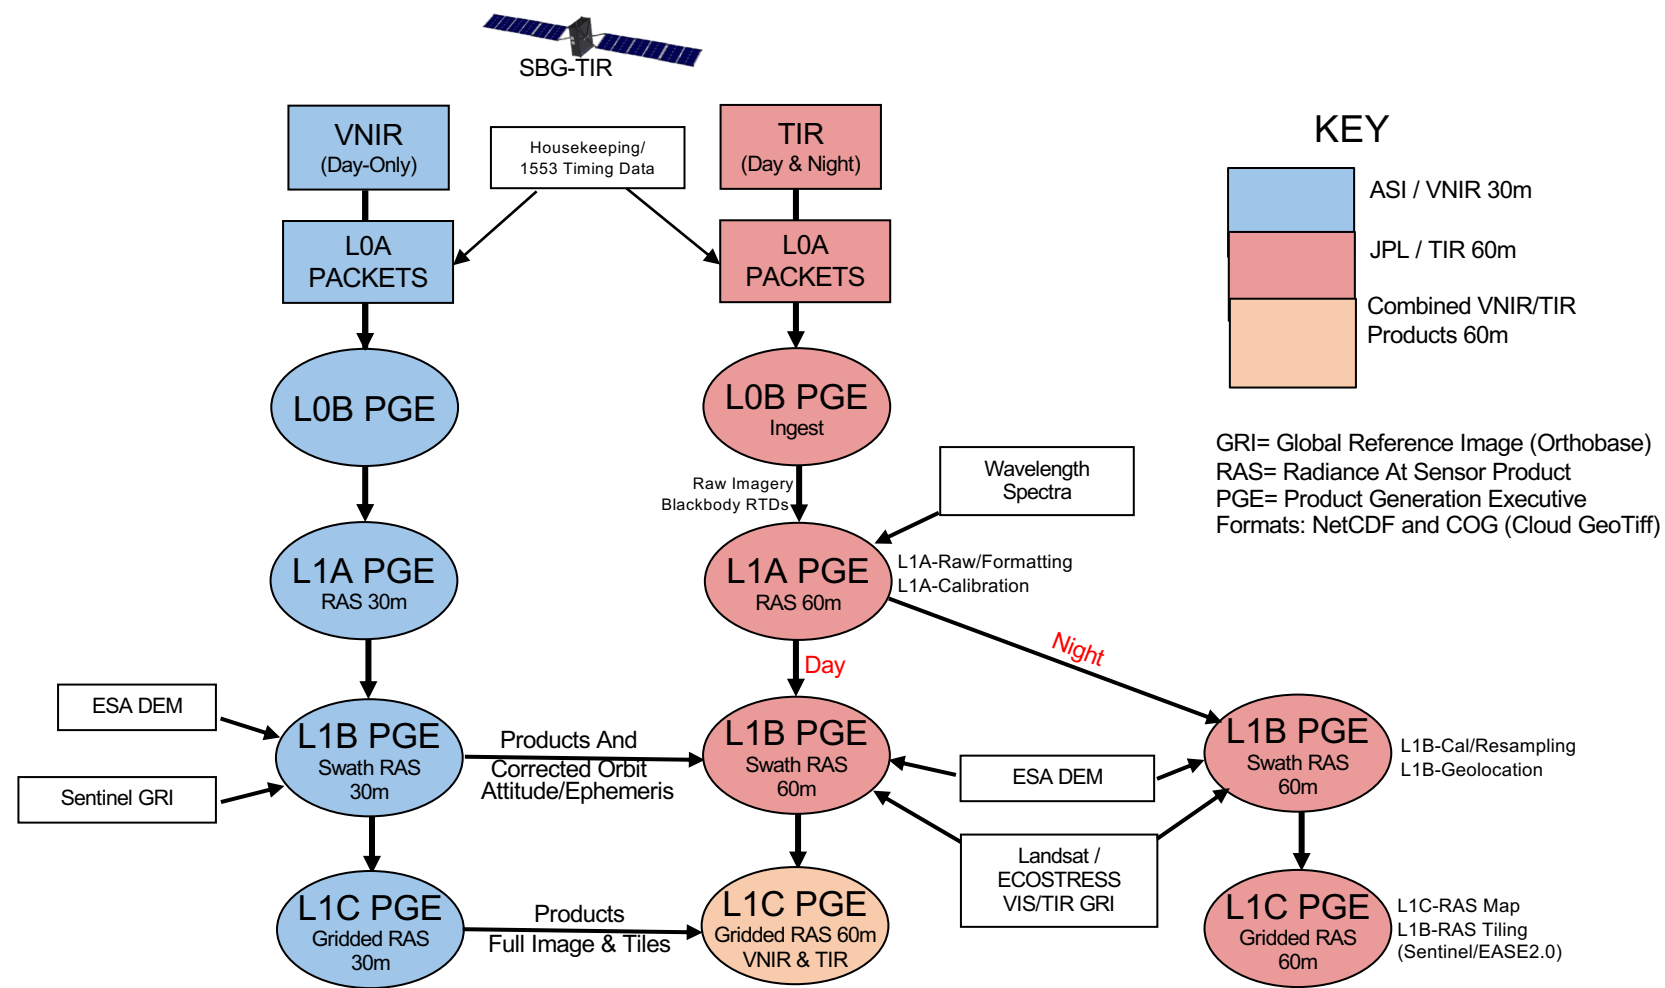 SBG-TIR
VNIR
(Day-Only)
Housekeeping/
1553 Timing Data
TIR
(Day & Night)
KEY
ASI / VNIR 30m
JPL / TIR 60m
Combined VNIR/TIR
Products 60m
L0A
PACKETS
L0A
PACKETS
L0B PGE
L0B PGE
Ingest
GRI= Global Reference Image (Orthobase)
RAS= Radiance At Sensor Product
PGE= Product Generation Executive
Formats: NetCDF and COG (Cloud GeoTiff)
Raw Imagery
Blackbody RTDs
Wavelength
Spectra
L1A PGE
RAS 30m
L1A PGE
RAS 60m
L1A-Raw/Formatting
L1A-Calibration
Day
Night
ESA DEM
Sentinel GRI
L1B PGE
Swath RAS
30m
Products And
Corrected Orbit
Attitude/Ephemeris
L1B PGE
Swath RAS
60m
ESA DEM
Landsat /
ECOSTRESS
VIS/TIR GRI
L1B PGE
Swath RAS
60m
L1B-Cal/Resampling
L1B-Geolocation
L1C PGE
Gridded RAS
30m
Products
Full Image & Tiles
L1C PGE
Gridded RAS 60m
VNIR & TIR
L1C PGE
Gridded RAS
60m
L1C-RAS Map
L1B-RAS Tiling
(Sentinel/EASE2.0)